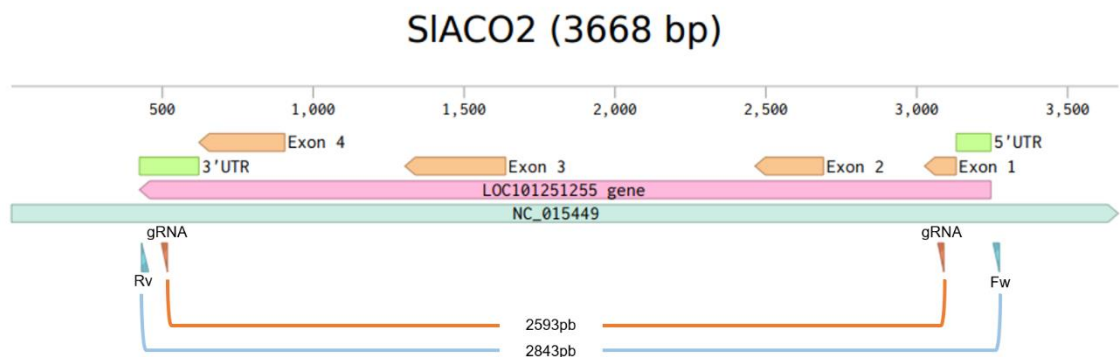 SlACO2 (3668 bp)
500 1,000 1,500 2,000 2,500 3,000 3,500
Exon 4 5'UTR
3'UTR Exon 3 Exon 2 Exon 1
LOC101251255 gene
NC_015449
gRNA gRNA
Rv Fw
2593pb
2843pb